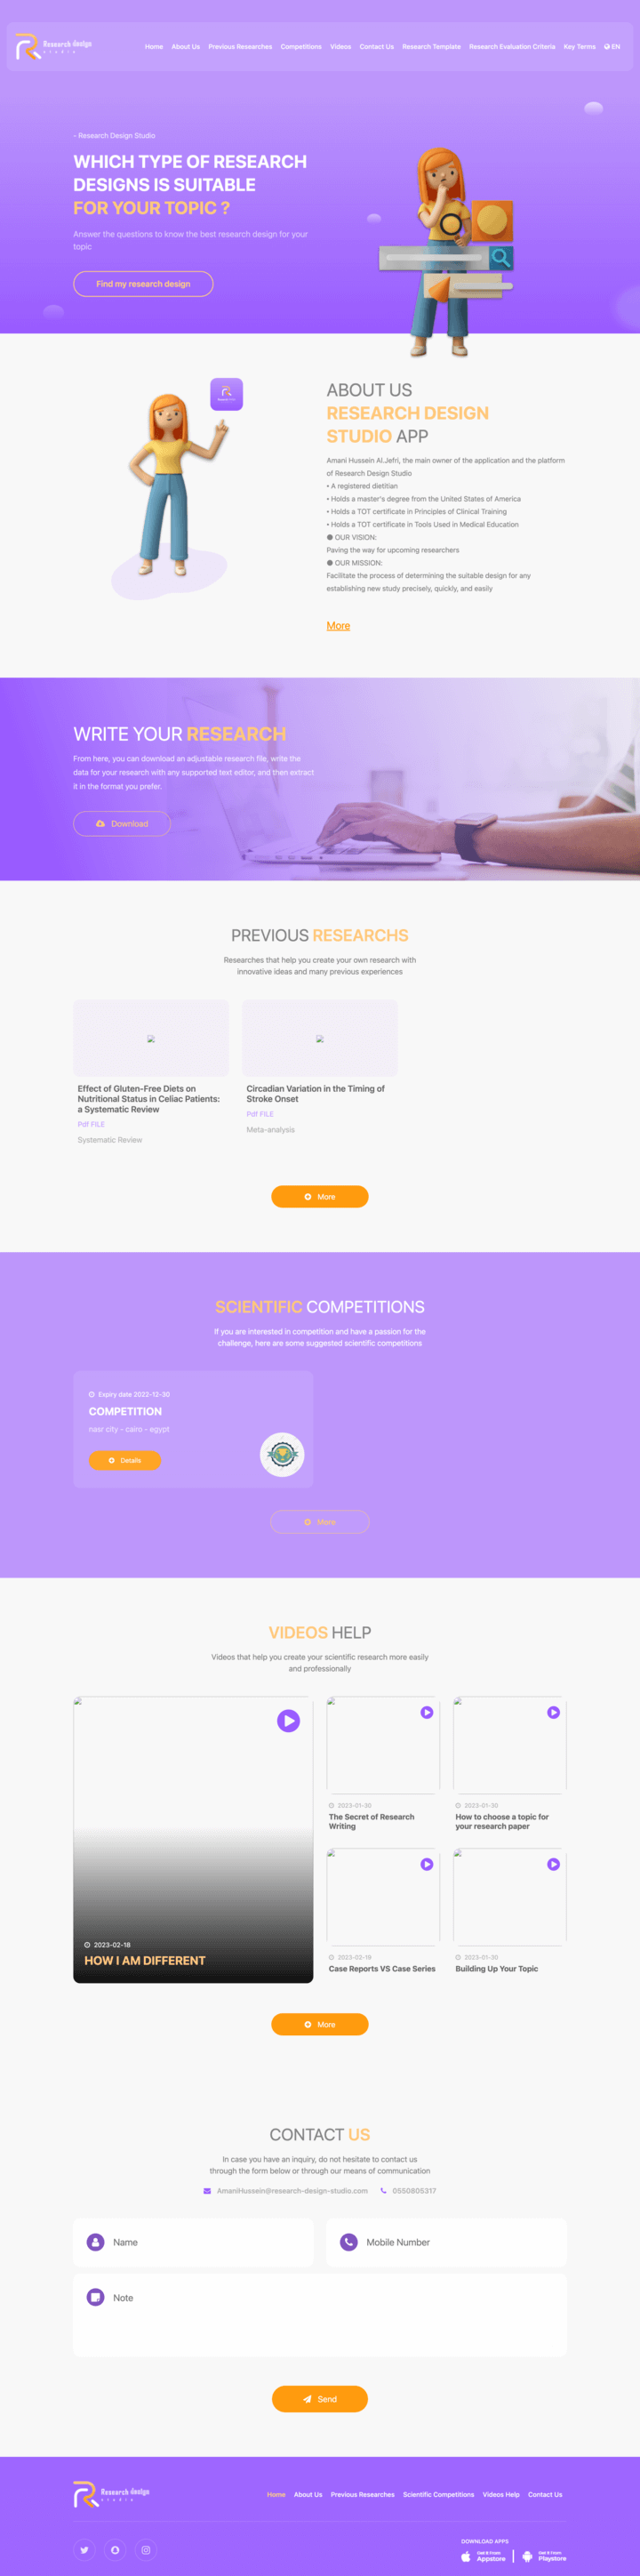 Research design
studio
Home About Us Previous Researches Competitions Videos Contact Us Research Template Research Evaluation Criteria Key Terms EN
- Research Design Studio
WHICH TYPE OF RESEARCH
DESIGNS IS SUITABLE
FOR YOUR TOPIC ?
Answer the questions to know the best research design for your
topic
Find my research design
ABOUT US
RESEARCH DESIGN
STUDIO APP
Amani Hussein Al.Jefri, the main owner of the application and the platform
of Research Design Studio
• A registered dietitian
• Holds a master's degree from the United States of America
• Holds a TOT certificate in Principles of Clinical Training
• Holds a TOT certificate in Tools Used in Medical Education
● OUR VISION:
Paving the way for upcoming researchers
● OUR MISSION:
Facilitate the process of determining the suitable design for any
establishing new study precisely, quickly, and easily
More
WRITE YOUR RESEARCH
From here, you can download an adjustable research file, write the
data for your research with any supported text editor, and then extract
it in the format you prefer.
Download
PREVIOUS RESEARCHS
Researches that help you create your own research with
innovative ideas and many previous experiences
Effect of Gluten-Free Diets on
Nutritional Status in Celiac Patients:
a Systematic Review
Pdf FILE
Systematic Review
Circadian Variation in the Timing of
Stroke Onset
Pdf FILE
Meta-analysis
More
SCIENTIFIC COMPETITIONS
If you are interested in competition and have a passion for the
challenge, here are some suggested scientific competitions
Expiry date 2022-12-30
COMPETITION
nasr city - cairo - egypt
Details
More
VIDEOS HELP
Videos that help you create your scientific research more easily
and professionally
2023-02-18
HOW I AM DIFFERENT
2023-01-30
The Secret of Research
Writing
2023-01-30
How to choose a topic for
your research paper
2023-02-19
Case Reports VS Case Series
2023-01-30
Building Up Your Topic
More
CONTACT US
In case you have an inquiry, do not hesitate to contact us
through the form below or through our means of communication
AmaniHussein@research-design-studio.com 0550805317
Name
Mobile Number
Note
Send
Research design
studio
Home About Us Previous Researches Scientific Competitions Videos Help Contact Us
DOWNLOAD APPS
Get It From
Appstore
Get It From
Playstore